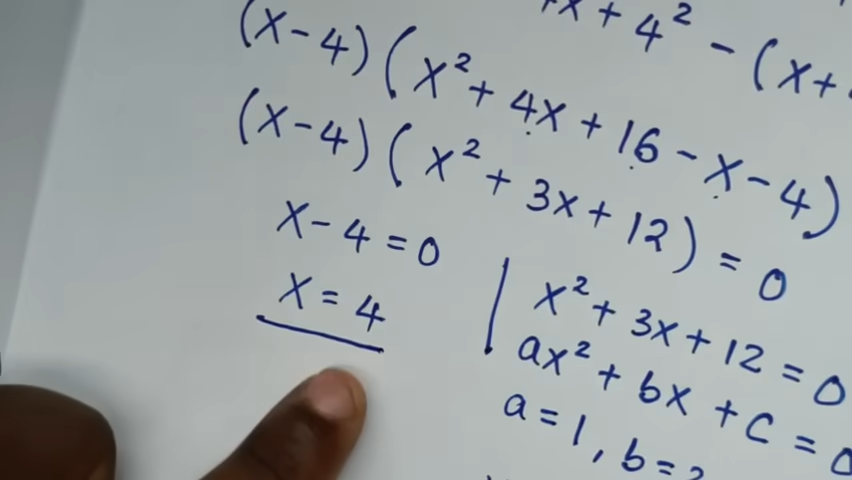 x + 4² - (x +
(x - 4) (x² + 4x + 16 - x - 4)
(x - 4) (x² + 3x + 12) = 0
x - 4 = 0
x = 4
x² + 3x + 12 = 0
ax² + bx + c = 0
a = 1, b = 3